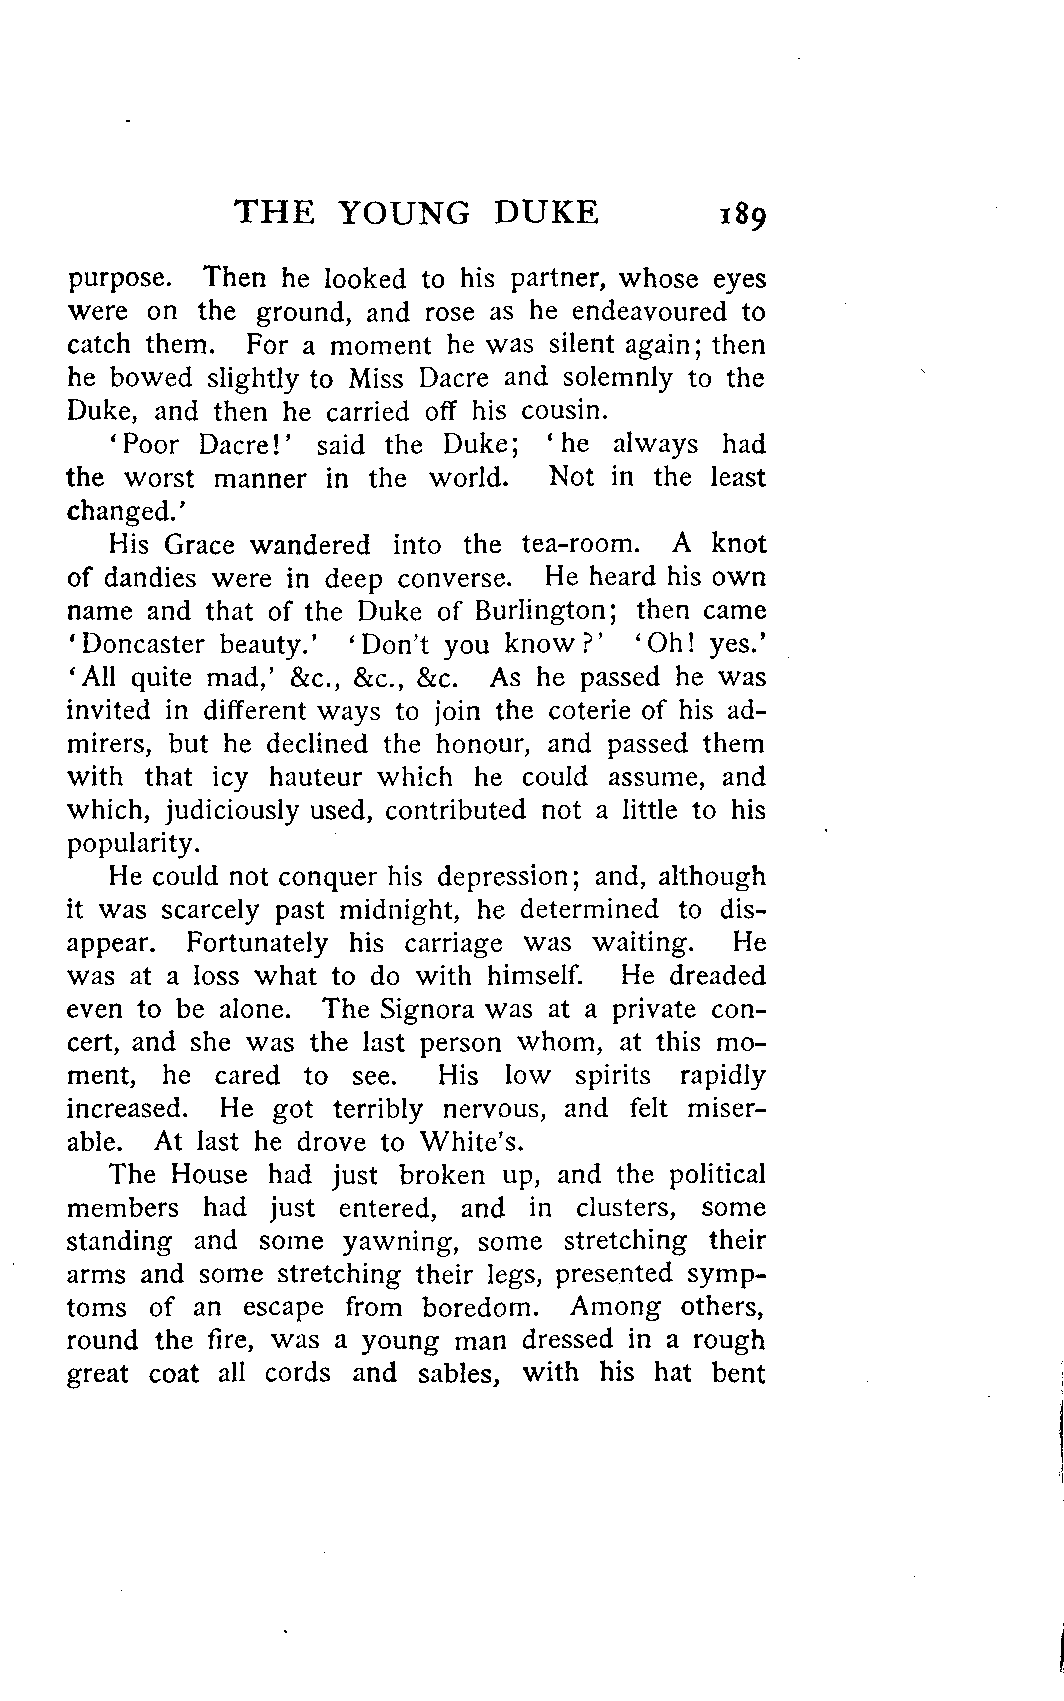 THE YOUNG DUKE 189
purpose. Then he looked to his partner, whose eyes
were on the ground, and rose as he endeavoured to
catch them. For a moment he was silent again; then
he bowed slightly to Miss Dacre and solemnly to the
Duke, and then he carried off his cousin.
‘Poor Dacre!’ said the Duke; ‘he always had
the worst manner in the world. Not in the least
changed.’
His Grace wandered into the tea-room. A knot
of dandies were in deep converse. He heard his own
name and that of the Duke of Burlington; then came
‘Doncaster beauty.’ ‘Don't you know?’ ‘Oh! yes.’
‘All quite mad,’ &c., &c., &c. As he passed he was
invited in different ways to join the coterie of his ad-
mirers, but he declined the honour, and passed them
with that icy hauteur which he could assume, and
which, judiciously used, contributed not a little to his
popularity.
He could not conquer his depression; and, although
it was scarcely past midnight, he determined to dis-
appear. Fortunately his carriage was waiting. He
was at a loss what to do with himself. He dreaded
even to be alone. The Signora was at a private con-
cert, and she was the last person whom, at this mo-
ment, he cared to see. His low spirits rapidly
increased. He got terribly nervous, and felt miser-
able. At last he drove to White's.
The House had just broken up, and the political
members had just entered, and in clusters, some
standing and some yawning, some stretching their
arms and some stretching their legs, presented symp-
toms of an escape from boredom. Among others,
round the fire, was a young man dressed in a rough
great coat all cords and sables, with his hat bent